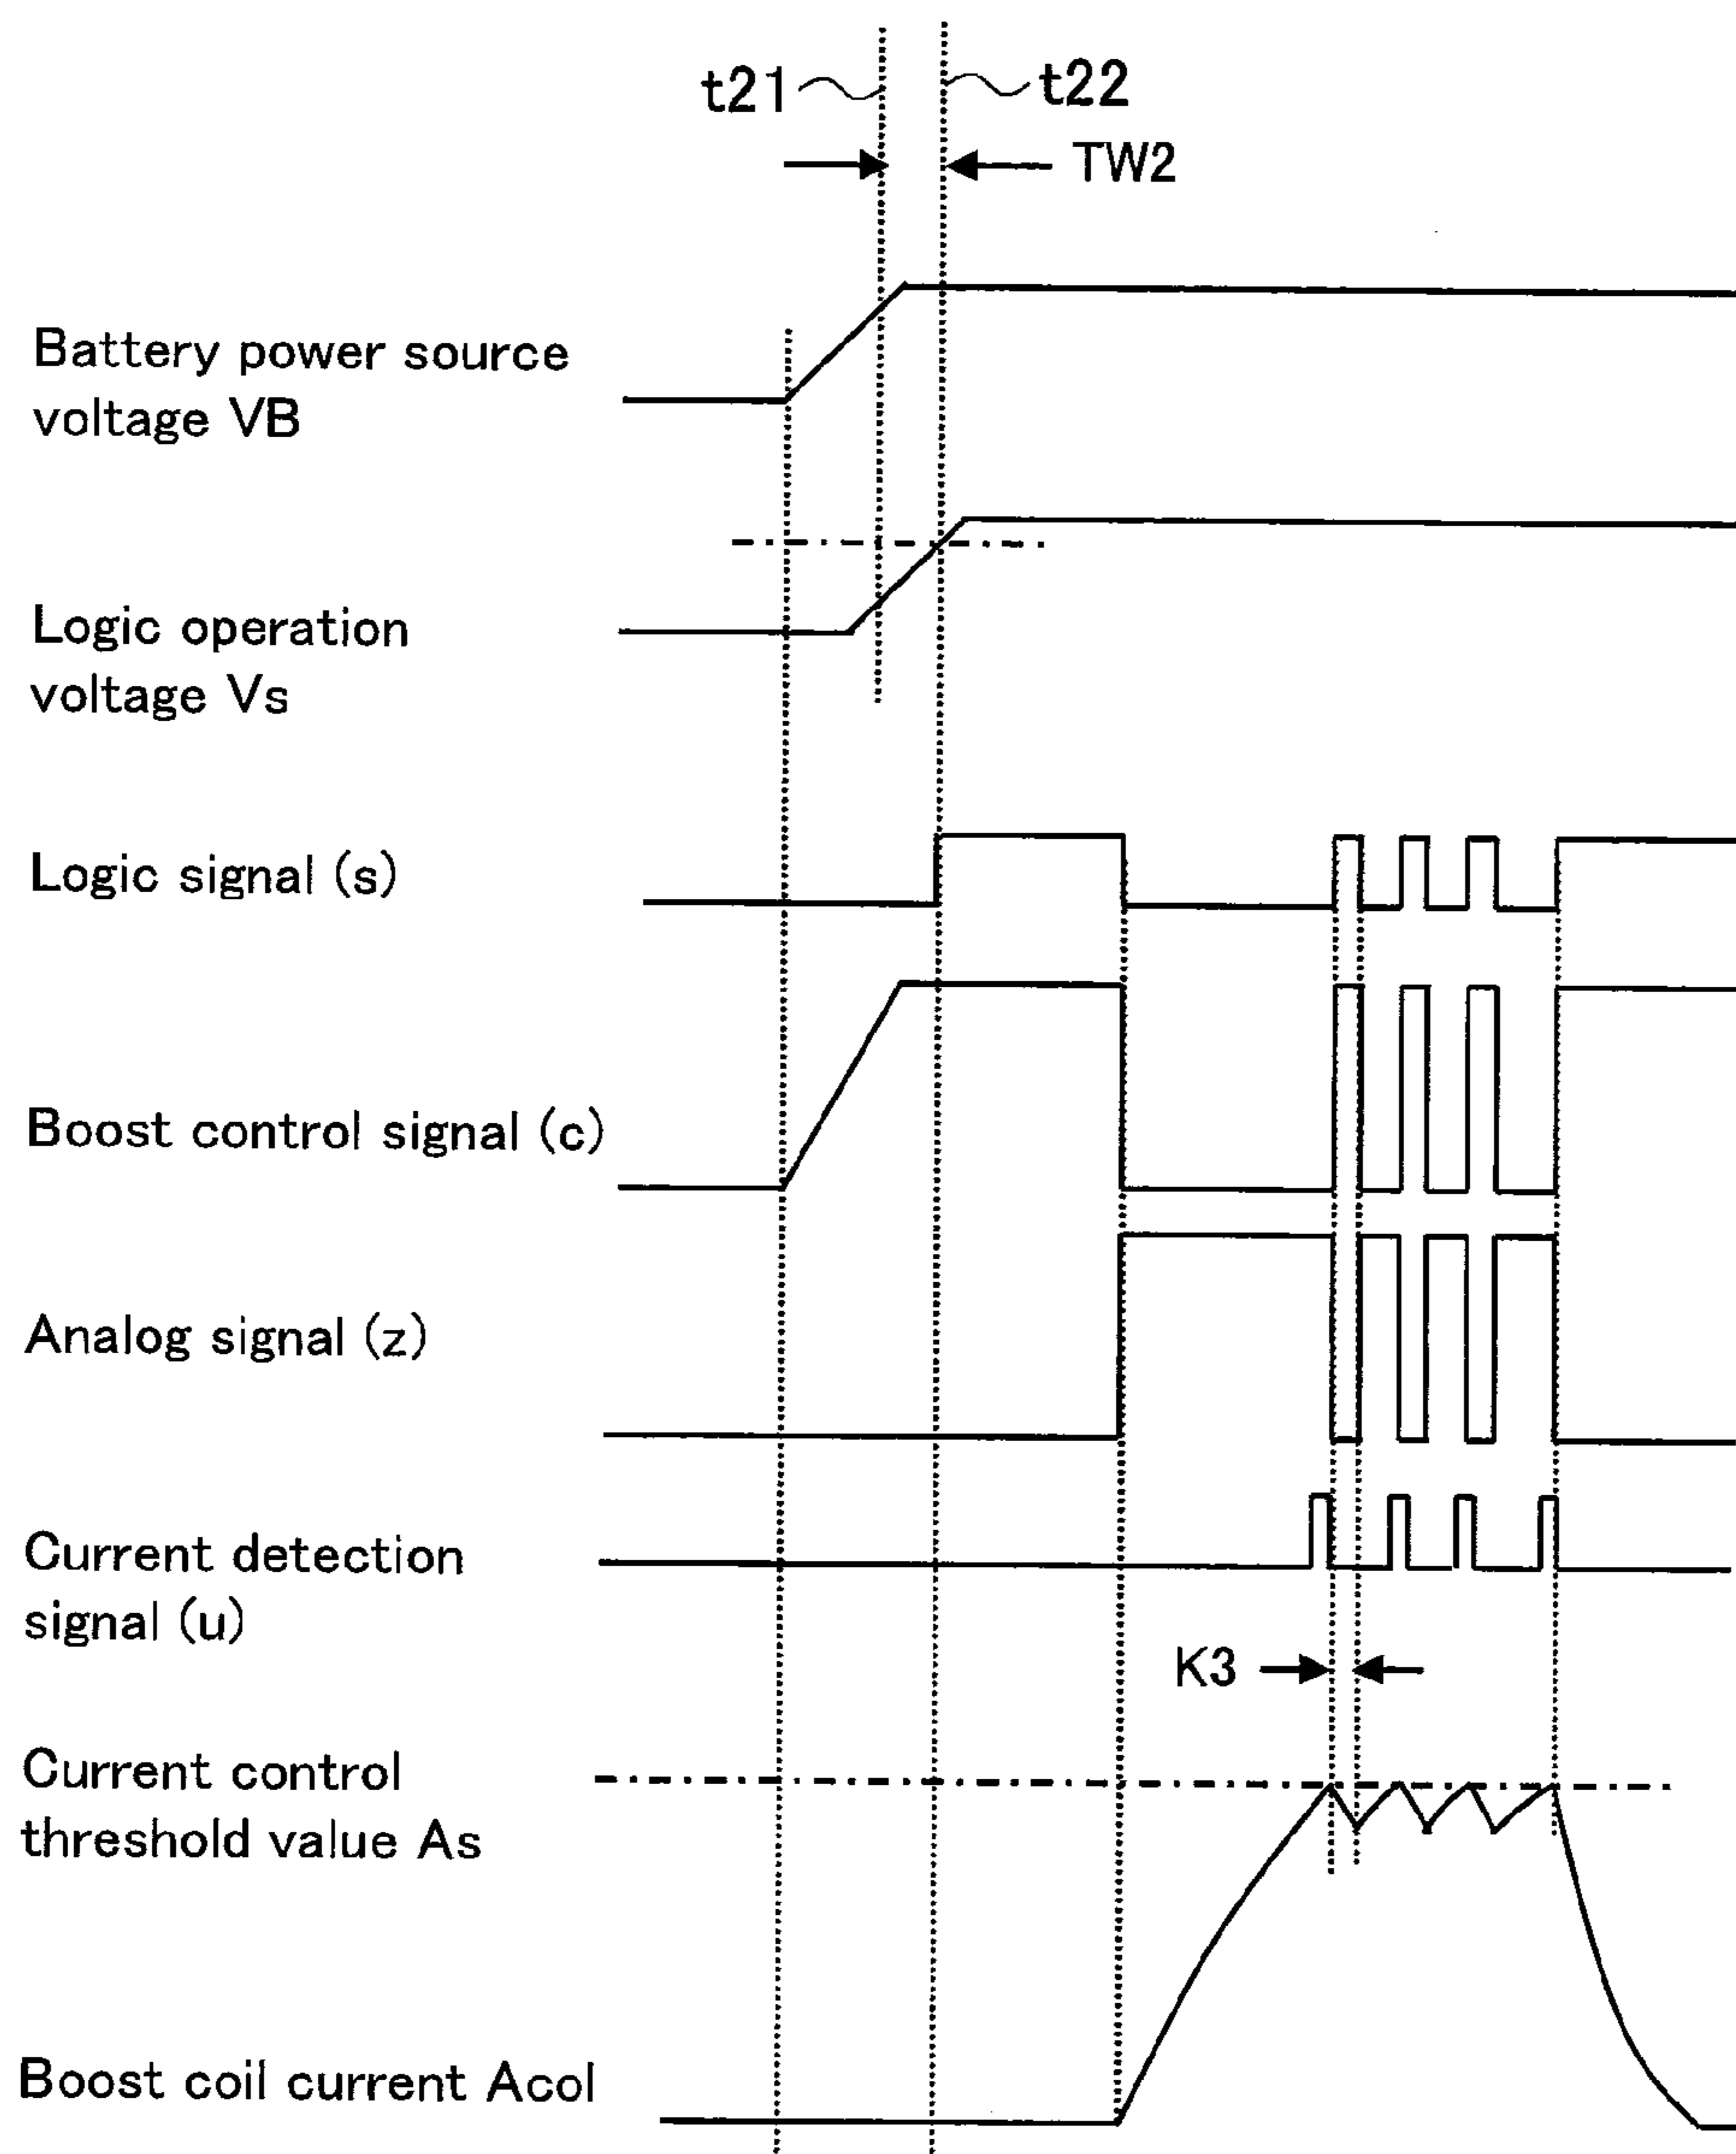 t21
t22
TW2
Battery power source
voltage VB
Logic operation
voltage Vs
Logic signal (s)
Boost control signal (c)
Analog signal (z)
Current detection
signal (u)
K3
Current control
threshold value As
Boost coil current Acol